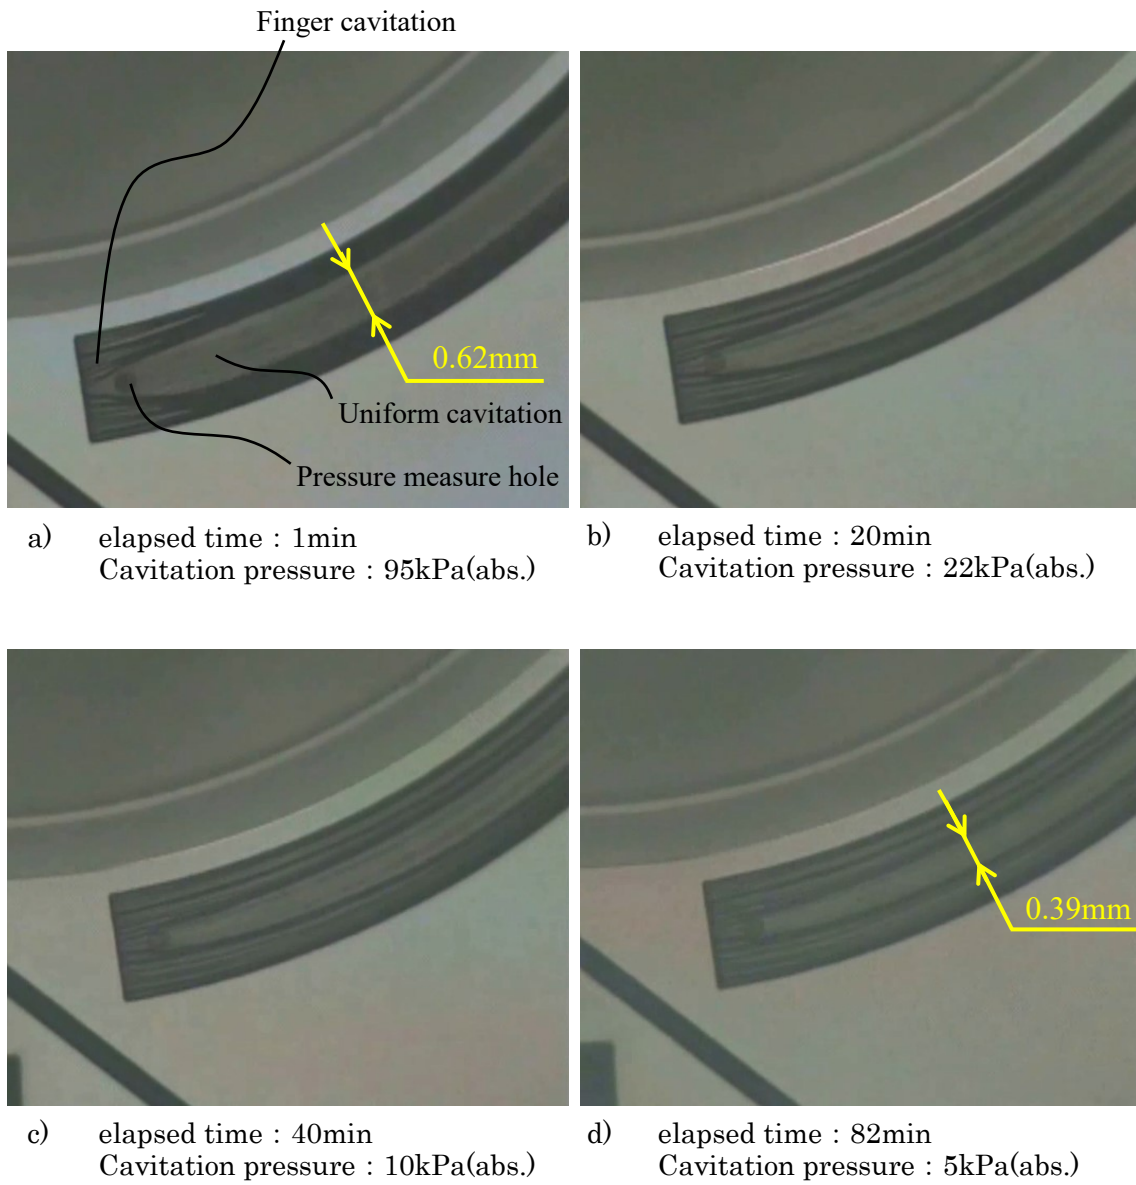 Finger cavitation
0.62mm
Uniform cavitation
Pressure measure hole
a) elapsed time : 1min
Cavitation pressure : 95kPa(abs.)
b) elapsed time : 20min
Cavitation pressure : 22kPa(abs.)
0.39mm
c) elapsed time : 40min
Cavitation pressure : 10kPa(abs.)
d) elapsed time : 82min
Cavitation pressure : 5kPa(abs.)